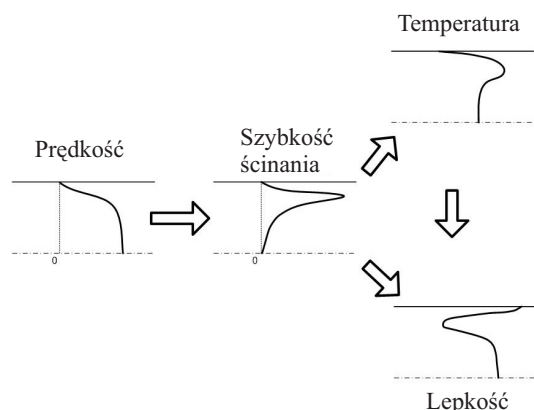 Temperatura
Prędkość
Szybkość
ścinania
0
0
Lepkość